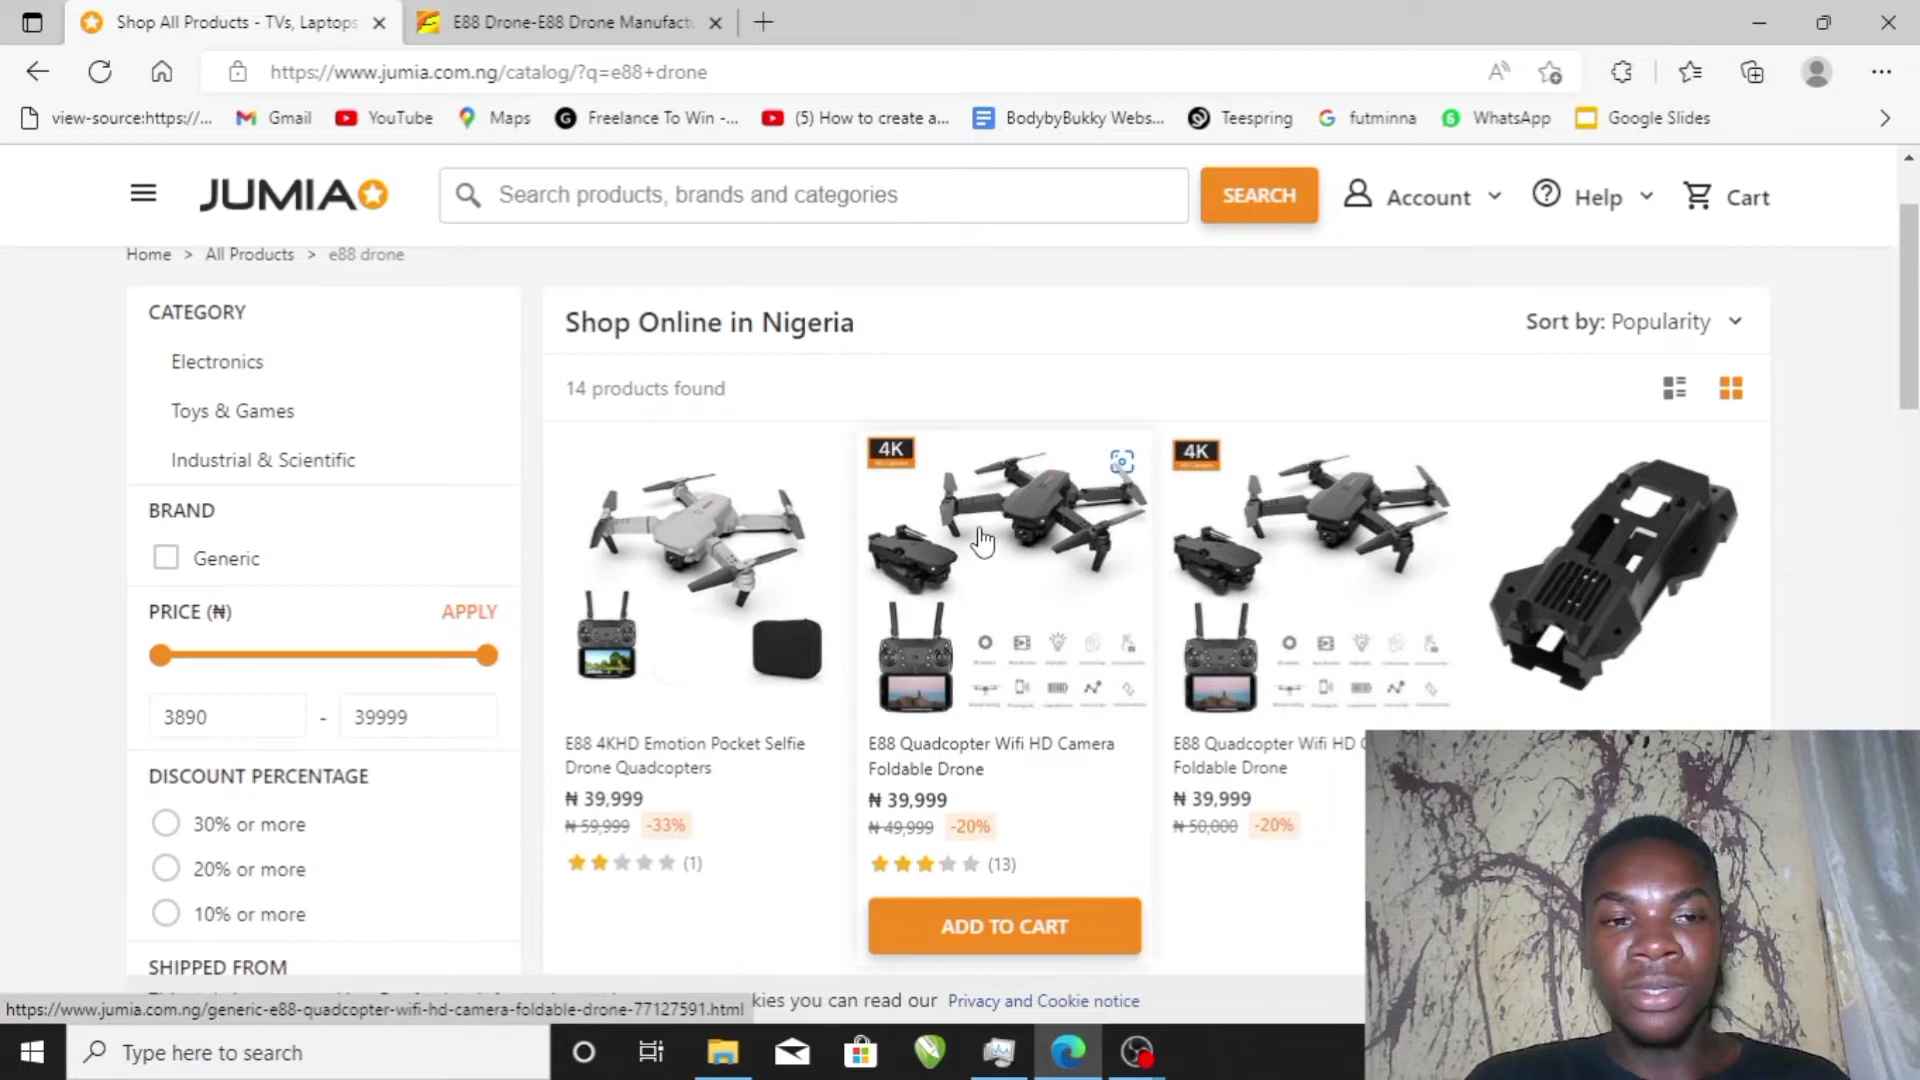 Shop All Products - TVs, Laptops
E88 Drone-E88 Drone Manufactu
https://www.jumia.com.ng/catalog/?q=e88+drone
view-source:https://...
Gmail
YouTube
Maps
Freelance To Win -...
(5) How to create a...
BodybyBukky Webs...
Teespring
futminna
WhatsApp
Google Slides
JUMIA
Search products, brands and categories
SEARCH
Account
Help
Cart
Home > All Products > e88 drone
CATEGORY
Electronics
Toys & Games
Industrial & Scientific
BRAND
Generic
PRICE (₦)
APPLY
3890 - 39999
DISCOUNT PERCENTAGE
30% or more
20% or more
10% or more
SHIPPED FROM
Shop Online in Nigeria
Sort by: Popularity
14 products found
4K
4K
E88 4KHD Emotion Pocket Selfie
Drone Quadcopters
₦ 39,999
₦ 59,999 -33%
(1)
E88 Quadcopter Wifi HD Camera
Foldable Drone
₦ 39,999
₦ 49,999 -20%
(13)
ADD TO CART
E88 Quadcopter Wifi HD
Foldable Drone
₦ 39,999
₦ 50,000 -20%
kies you can read our Privacy and Cookie notice
https://www.jumia.com.ng/generic-e88-quadcopter-wifi-hd-camera-foldable-drone-77127591.html
Type here to search